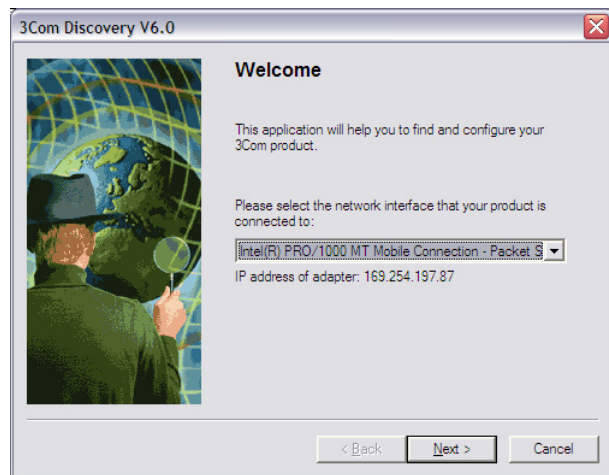 3Com Discovery V6.0
Welcome
This application will help you to find and configure your
3Com product.
Please select the network interface that your product is
connected to:
Intel(R) PRO/1000 MT Mobile Connection - Packet S
IP address of adapter: 169.254.197.87
< Back
Next >
Cancel